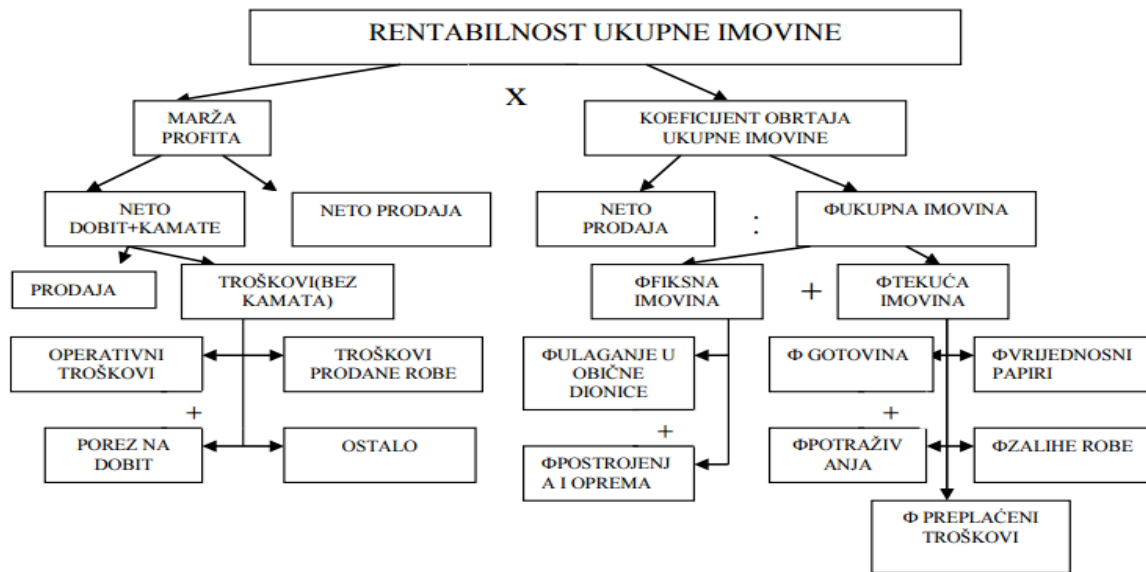 RENTABILNOST UKUPNE IMOVINE
X
MARŽA
PROFITA
KOEFICIJENT OBRTAJA
UKUPNE IMOVINE
NETO
DOBIT+KAMATE
NETO PRODAJA
NETO
PRODAJA
:
ΦUKUPNA IMOVINA
PRODAJA
TROŠKOVI(BEZ
KAMATA)
ΦFIKSNA
IMOVINA
+
ΦTEKUĆA
IMOVINA
OPERATIVNI
TROŠKOVI
TROŠKOVI
PRODANE ROBE
ΦULAGANJE U
OBIČNE
DIONICE
Φ GOTOVINA
ΦVRIJEDNOSNI
PAPIRI
+
+
+
POREZ NA
DOBIT
OSTALO
ΦPOSTROJENJ
A I OPREMA
ΦPOTRAŽIV
ANJA
ΦZALIHE ROBE
Φ PREPLAĆENI
TROŠKOVI